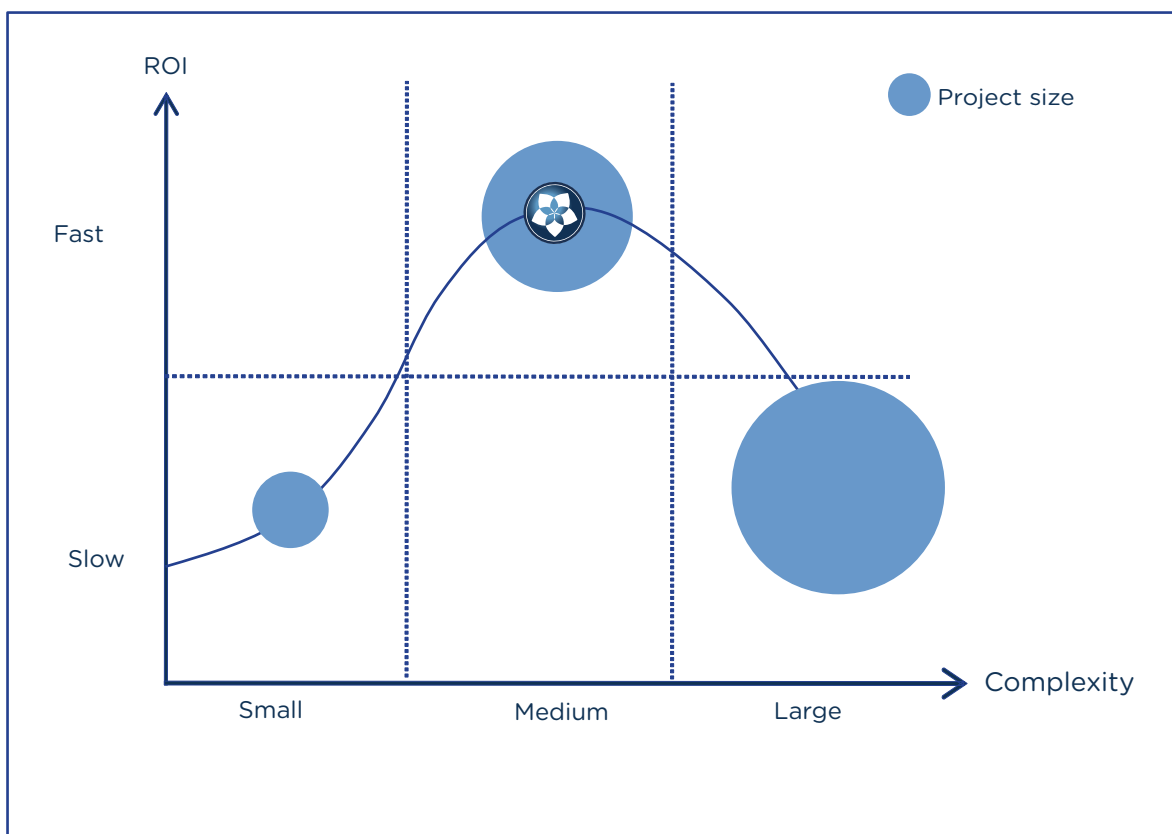 ROI
Project size
Fast
Slow
Complexity
Small
Medium
Large